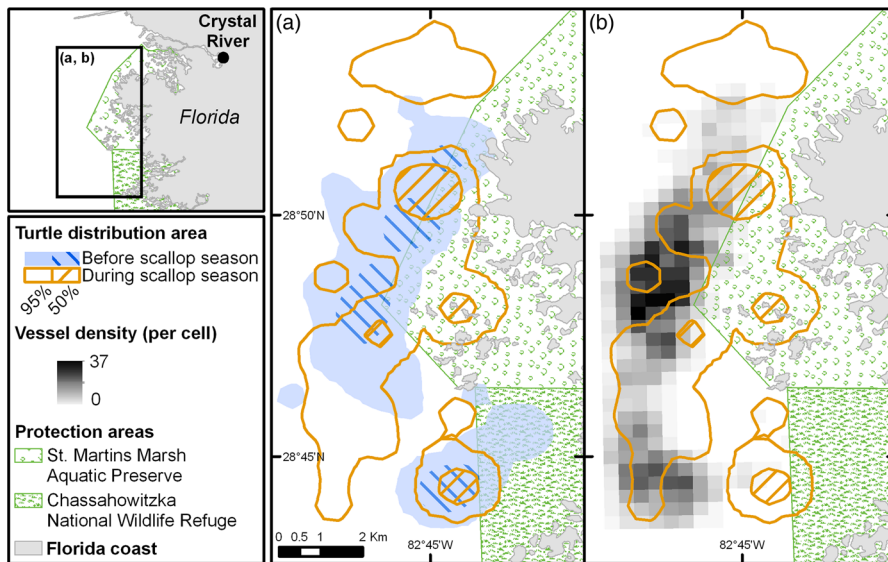 Crystal
River
(a, b)
Florida
Turtle distribution area
Before scallop season
During scallop season
95% 50%
Vessel density (per cell)
37
0
Protection areas
St. Martins Marsh
Aquatic Preserve
Chassahowitzka
National Wildlife Refuge
Florida coast
(a)
28°50'N
28°45'N
0 0.5 1 2 Km
82°45'W
(b)
82°45'W